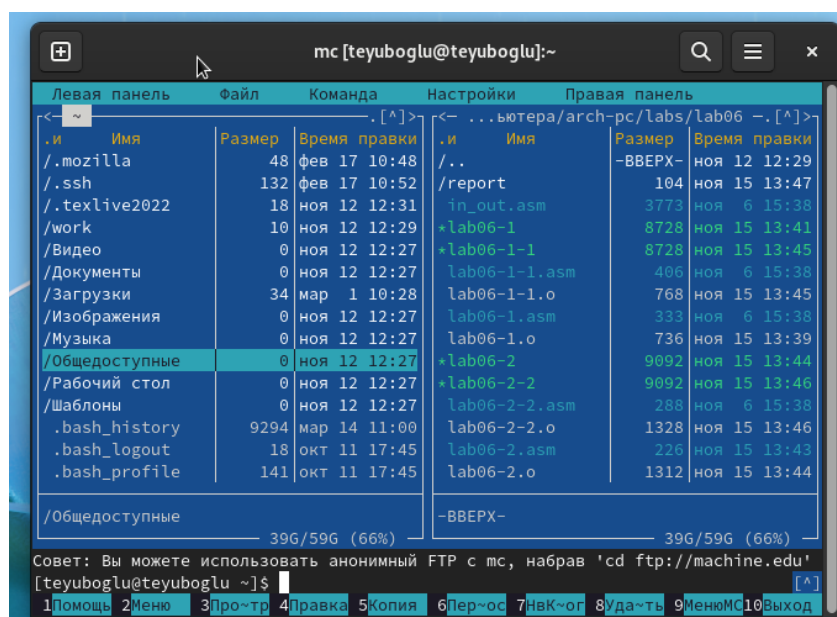 mc [teyuboglu@teyuboglu]:~
Левая панель Файл Команда Настройки Правая панель
<— ~ .[^]> <— ...ьютера/arch-pc/labs/lab06 —.[^]>
.и Имя Размер Время правки .и Имя Размер Время правки
/.mozilla 48 фев 17 10:48 /.. -ВВЕРХ- ноя 12 12:29
/.ssh 132 фев 17 10:52 /report 104 ноя 15 13:47
/.texlive2022 18 ноя 12 12:31 in_out.asm 3773 ноя 6 15:38
/work 10 ноя 12 12:29 *lab06-1 8728 ноя 15 13:41
/Видео 0 ноя 12 12:27 *lab06-1-1 8728 ноя 15 13:45
/Документы 0 ноя 12 12:27 lab06-1-1.asm 406 ноя 6 15:38
/Загрузки 34 мар 1 10:28 lab06-1-1.o 768 ноя 15 13:45
/Изображения 0 ноя 12 12:27 lab06-1.asm 333 ноя 6 15:38
/Музыка 0 ноя 12 12:27 lab06-1.o 736 ноя 15 13:39
/Общедоступные 0 ноя 12 12:27 *lab06-2 9092 ноя 15 13:44
/Рабочий стол 0 ноя 12 12:27 *lab06-2-2 9092 ноя 15 13:46
/Шаблоны 0 ноя 12 12:27 lab06-2-2.asm 288 ноя 6 15:38
.bash_history 9294 мар 14 11:00 lab06-2-2.o 1328 ноя 15 13:46
.bash_logout 18 окт 11 17:45 lab06-2.asm 226 ноя 15 13:43
.bash_profile 141 окт 11 17:45 lab06-2.o 1312 ноя 15 13:44
/Общедоступные -ВВЕРХ-
39G/59G (66%) 39G/59G (66%)
Совет: Вы можете использовать анонимный FTP с mc, набрав 'cd ftp://machine.edu'
[teyuboglu@teyuboglu ~]$ [^]
1Помощь 2Меню 3Про~тр 4Правка 5Копия 6Пер~ос 7НвК~ог 8Уда~ть 9МенюMC 10Выход